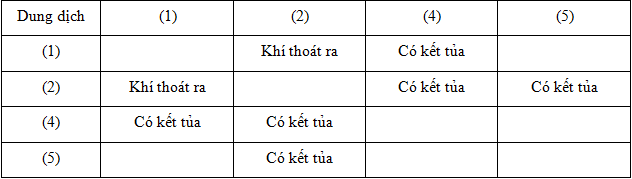 Dung dịch (1) (2) (4) (5)
(1) Khí thoát ra Có kết tủa
(2) Khí thoát ra Có kết tủa Có kết tủa
(4) Có kết tủa Có kết tủa
(5) Có kết tủa